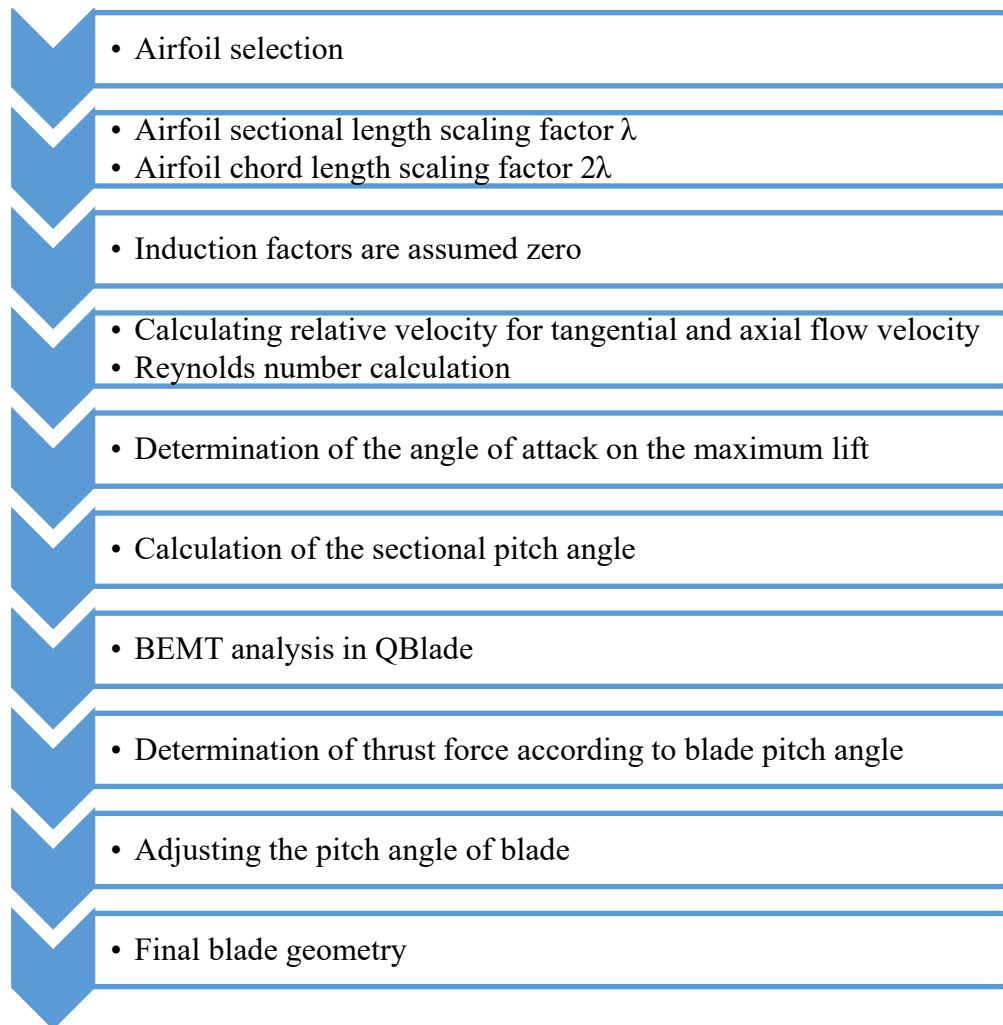 • Airfoil selection
• Airfoil sectional length scaling factor λ
• Airfoil chord length scaling factor 2λ
• Induction factors are assumed zero
• Calculating relative velocity for tangential and axial flow velocity
• Reynolds number calculation
• Determination of the angle of attack on the maximum lift
• Calculation of the sectional pitch angle
• BEMT analysis in QBlade
• Determination of thrust force according to blade pitch angle
• Adjusting the pitch angle of blade
• Final blade geometry